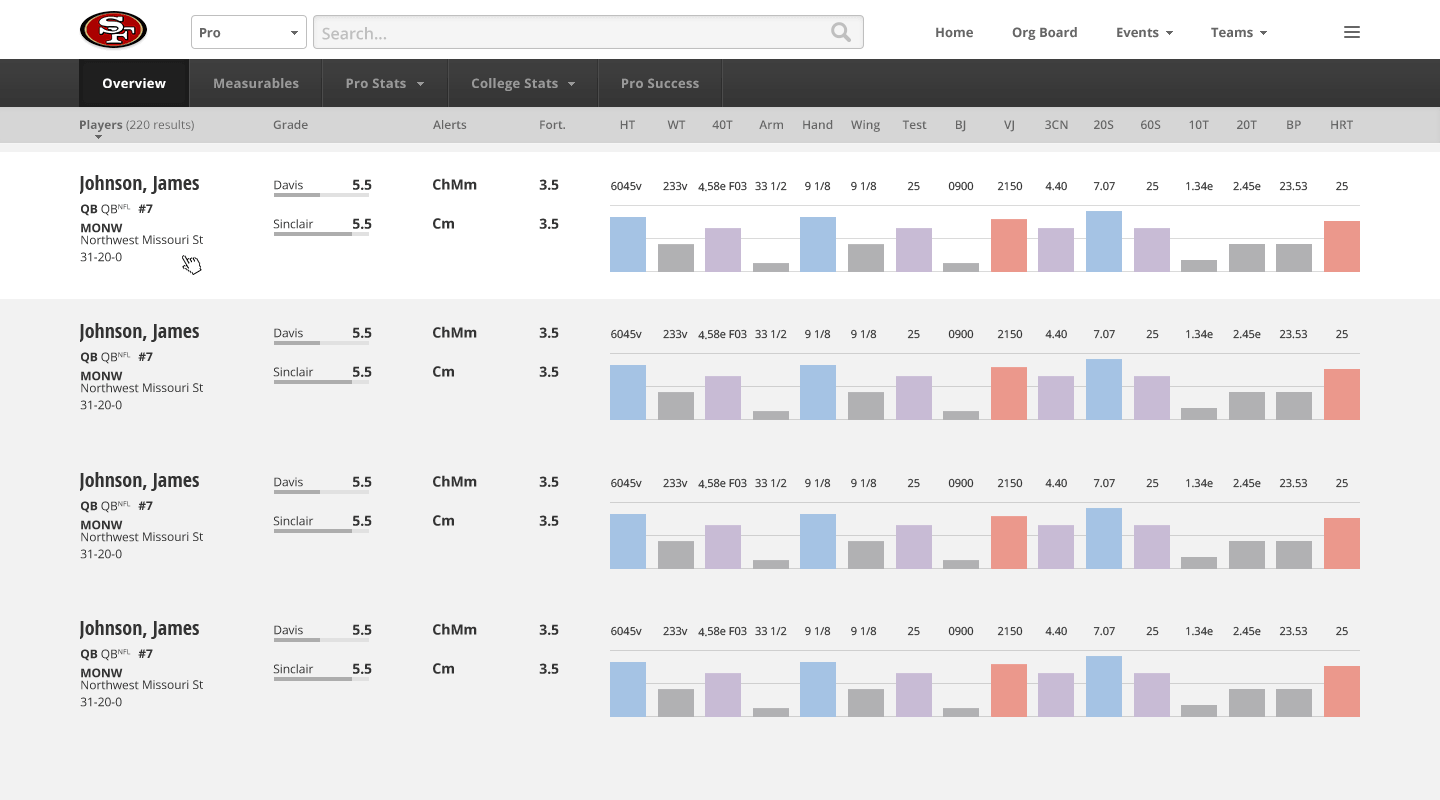 SF
Pro Search... Home Org Board Events Teams
Overview Measurables Pro Stats College Stats Pro Success
Players (220 results) Grade Alerts Fort. HT WT 40T Arm Hand Wing Test BJ VJ 3CN 20S 60S 10T 20T BP HRT
Johnson, James Davis 5.5 ChMm 3.5 6045v 233v 4.58e F03 33 1/2 9 1/8 9 1/8 25 0900 2150 4.40 7.07 25 1.34e 2.45e 23.53 25
QB QBNFL #7
MONW Sinclair 5.5 Cm 3.5
Northwest Missouri St
31-20-0
Johnson, James Davis 5.5 ChMm 3.5 6045v 233v 4.58e F03 33 1/2 9 1/8 9 1/8 25 0900 2150 4.40 7.07 25 1.34e 2.45e 23.53 25
QB QBNFL #7
MONW Sinclair 5.5 Cm 3.5
Northwest Missouri St
31-20-0
Johnson, James Davis 5.5 ChMm 3.5 6045v 233v 4.58e F03 33 1/2 9 1/8 9 1/8 25 0900 2150 4.40 7.07 25 1.34e 2.45e 23.53 25
QB QBNFL #7
MONW Sinclair 5.5 Cm 3.5
Northwest Missouri St
31-20-0
Johnson, James Davis 5.5 ChMm 3.5 6045v 233v 4.58e F03 33 1/2 9 1/8 9 1/8 25 0900 2150 4.40 7.07 25 1.34e 2.45e 23.53 25
QB QBNFL #7
MONW Sinclair 5.5 Cm 3.5
Northwest Missouri St
31-20-0